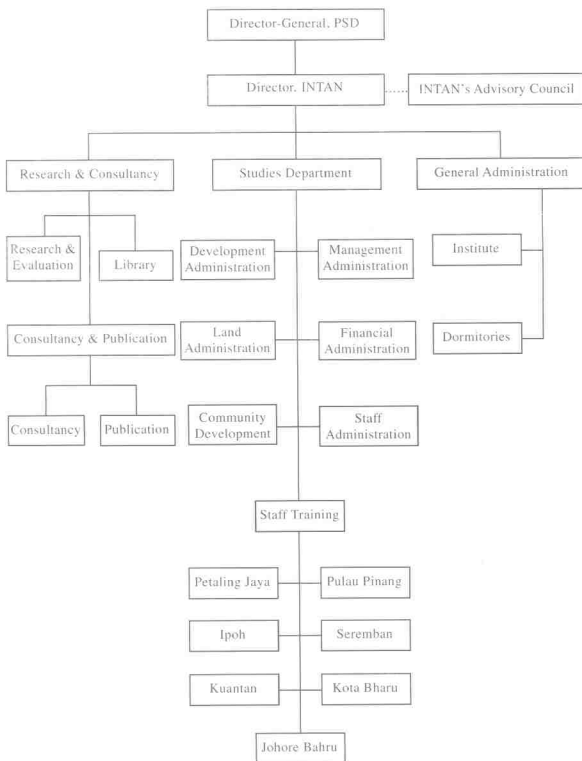 Director-General, PSD
Director, INTAN
INTAN's Advisory Council
Research & Consultancy
Studies Department
General Administration
Research &
Evaluation
Library
Development
Administration
Management
Administration
Institute
Consultancy & Publication
Land
Administration
Financial
Administration
Dormitories
Consultancy
Publication
Community
Development
Staff
Administration
Staff Training
Petaling Jaya
Pulau Pinang
Ipoh
Seremban
Kuantan
Kota Bharu
Johore Bahru